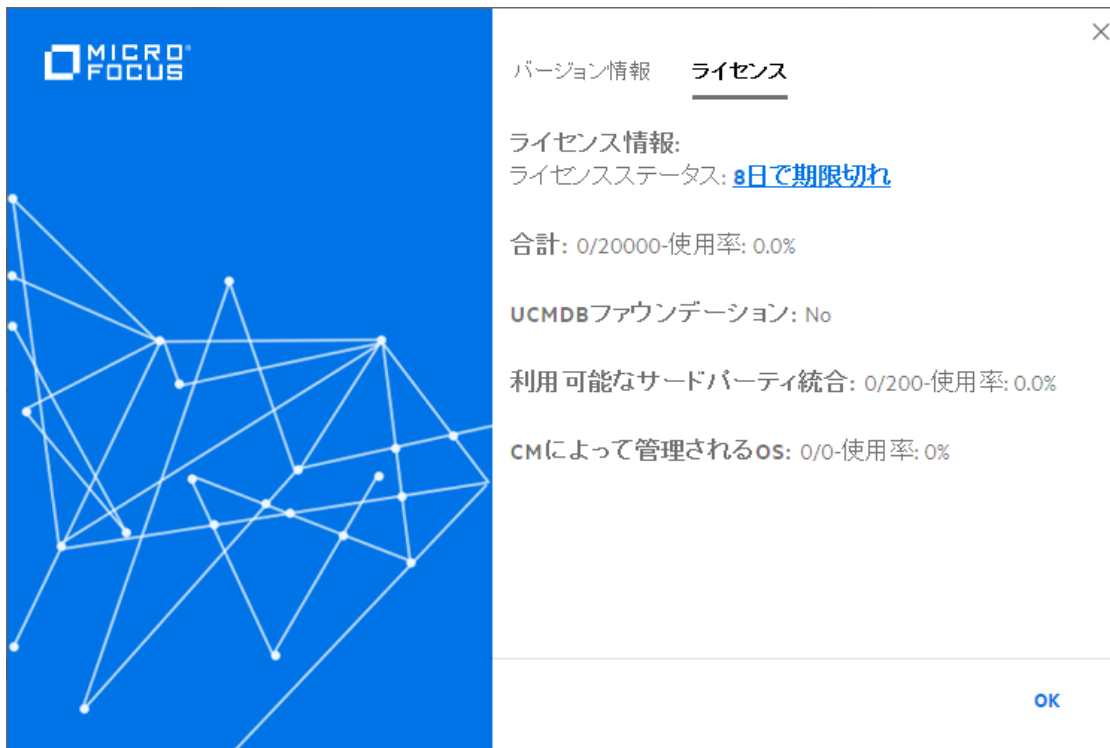 MICRO®
FOCUS
バージョン情報 ライセンス
ライセンス情報:
ライセンスステータス: 8日で期限切れ
合計: 0/20000-使用率: 0.0%
UCMDBファウンデーション: No
利用可能なサードパーティ統合: 0/200-使用率: 0.0%
CMによって管理されるOS: 0/0-使用率: 0%
OK